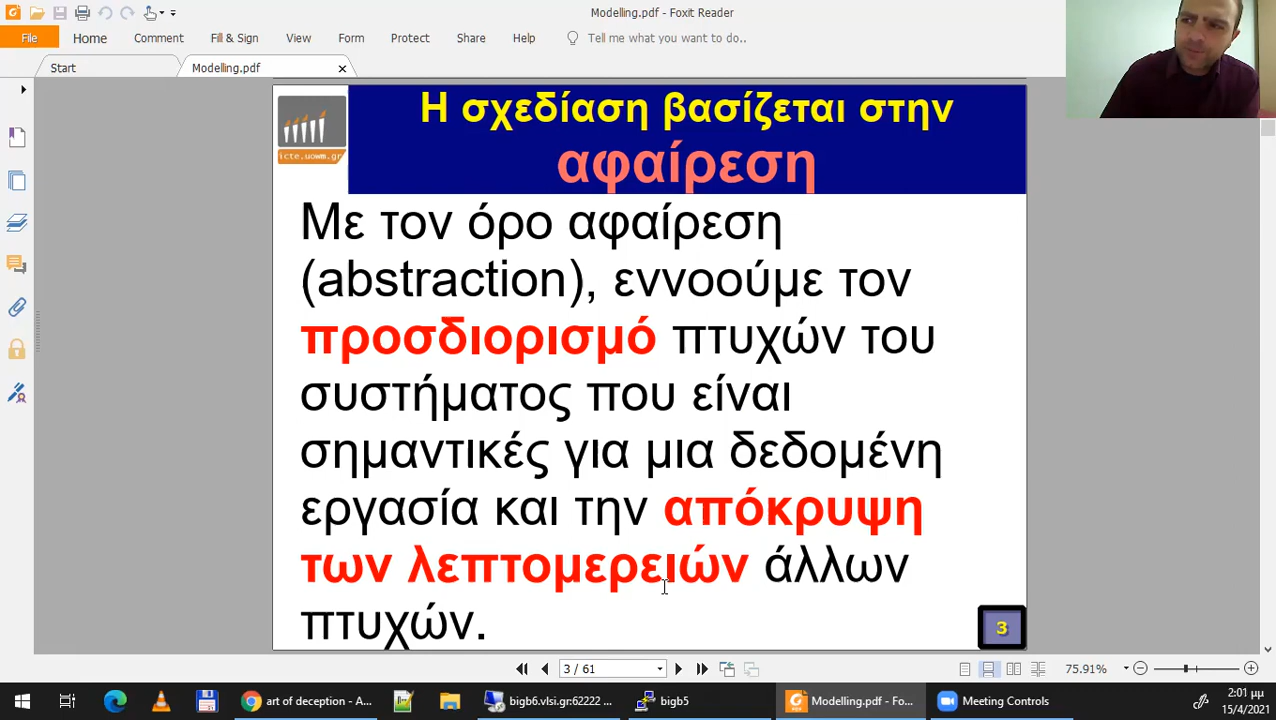 Modelling.pdf - Foxit Reader
File Home Comment Fill & Sign View Form Protect Share Help Tell me what you want to do..
Start Modelling.pdf
Η σχεδίαση βασίζεται στην
αφαίρεση
icte.uowm.gr
Με τον όρο αφαίρεση
(abstraction), εννοούμε τον
προσδιορισμό πτυχών του
συστήματος που είναι
σημαντικές για μια δεδομένη
εργασία και την απόκρυψη
των λεπτομερειών άλλων
πτυχών.
3
3 / 61 75.91%
art of deception - A... bigb6.vlsi.gr:62222 ... bigb5 Modelling.pdf - Fo... Meeting Controls
2:01 μμ
15/4/2021